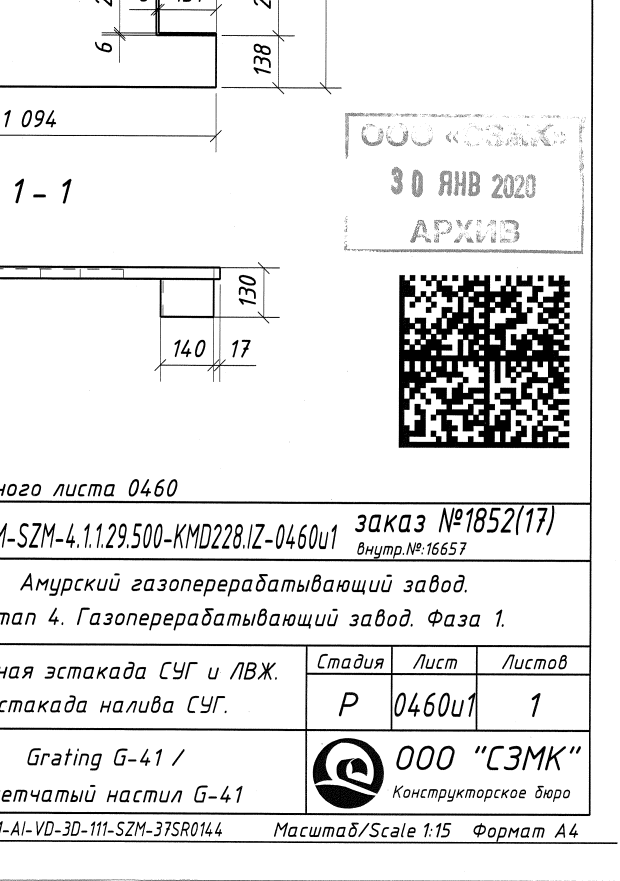 6
138
1 094
ООО «СЗМК»
30 ЯНВ 2020
АРХИВ
1-1
130
140 17
ного листа 0460
M-SZM-4.1.1.29.500-KMD228.IZ-0460и1
заказ №1852(17)
внутр.№:16657
Амурский газоперерабатывающий завод.
тап 4. Газоперерабатывающий завод. Фаза 1.
ная эстакада СУГ и ЛВЖ.
стакада налива СУГ.
Стадия Лист Листов
Р 0460и1 1
Grating G-41 /
етчатый настил G-41
ООО "СЗМК"
Конструкторское бюро
1-AI-VD-3D-111-SZM-37SR0144
Масштаб/Scale 1:15 Формат А4